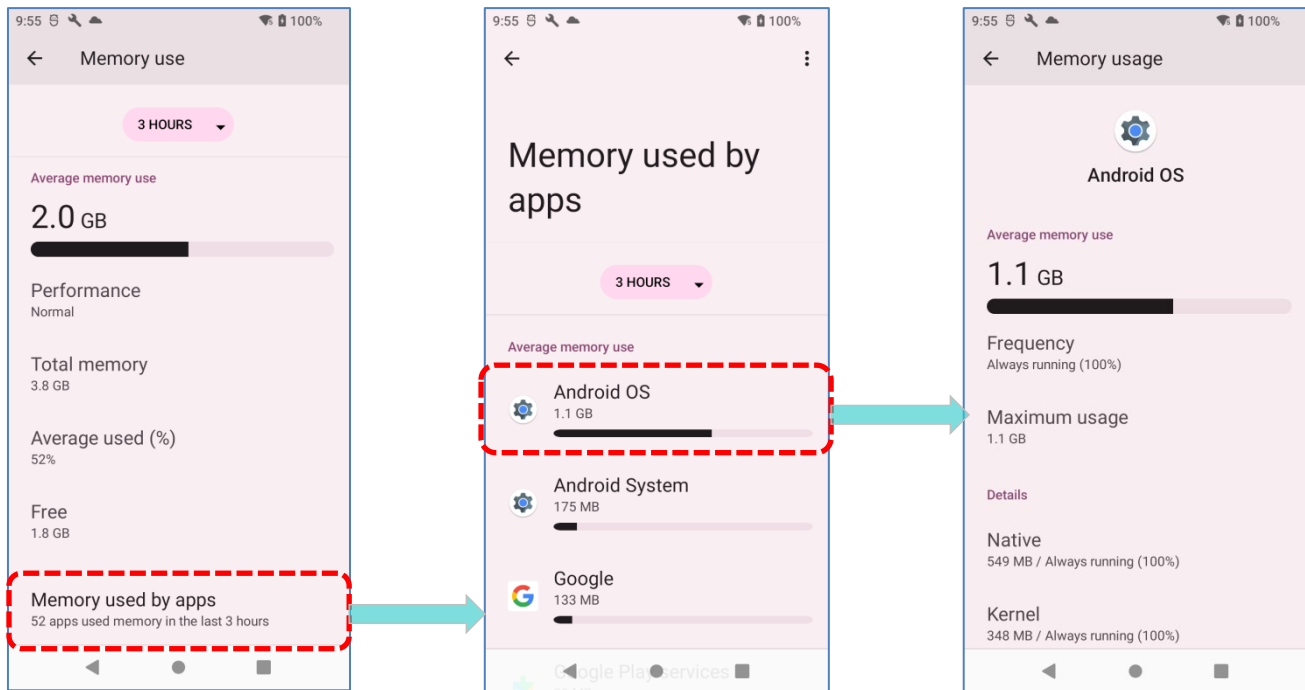 9:55
100%
Memory use
3 HOURS
Average memory use
2.0 GB
Performance
Normal
Total memory
3.8 GB
Average used (%)
52%
Free
1.8 GB
Memory used by apps
52 apps used memory in the last 3 hours
9:55
100%
Memory used by
apps
3 HOURS
Average memory use
Android OS
1.1 GB
Android System
175 MB
Google
133 MB
Google Play services
9:55
100%
Memory usage
Android OS
Average memory use
1.1 GB
Frequency
Always running (100%)
Maximum usage
1.1 GB
Details
Native
549 MB / Always running (100%)
Kernel
348 MB / Always running (100%)